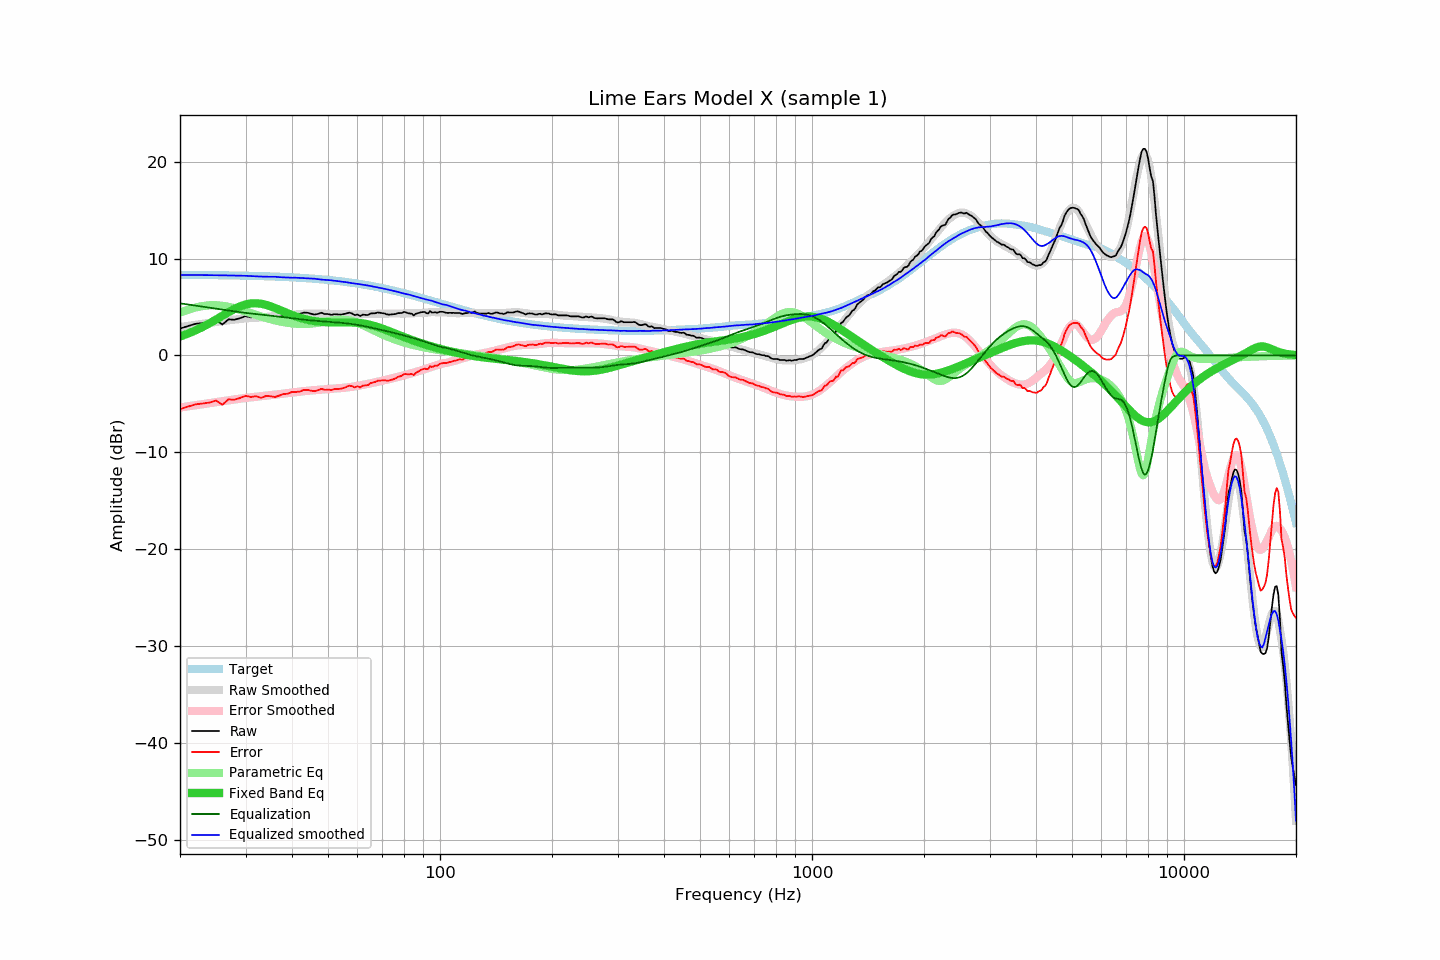 Lime Ears Model X (sample 1)
20
10
0
−10
−20
−30
−40
−50
Amplitude (dBr)
Target
Raw Smoothed
Error Smoothed
Raw
Error
Parametric Eq
Fixed Band Eq
Equalization
Equalized smoothed
100
1000
10000
Frequency (Hz)